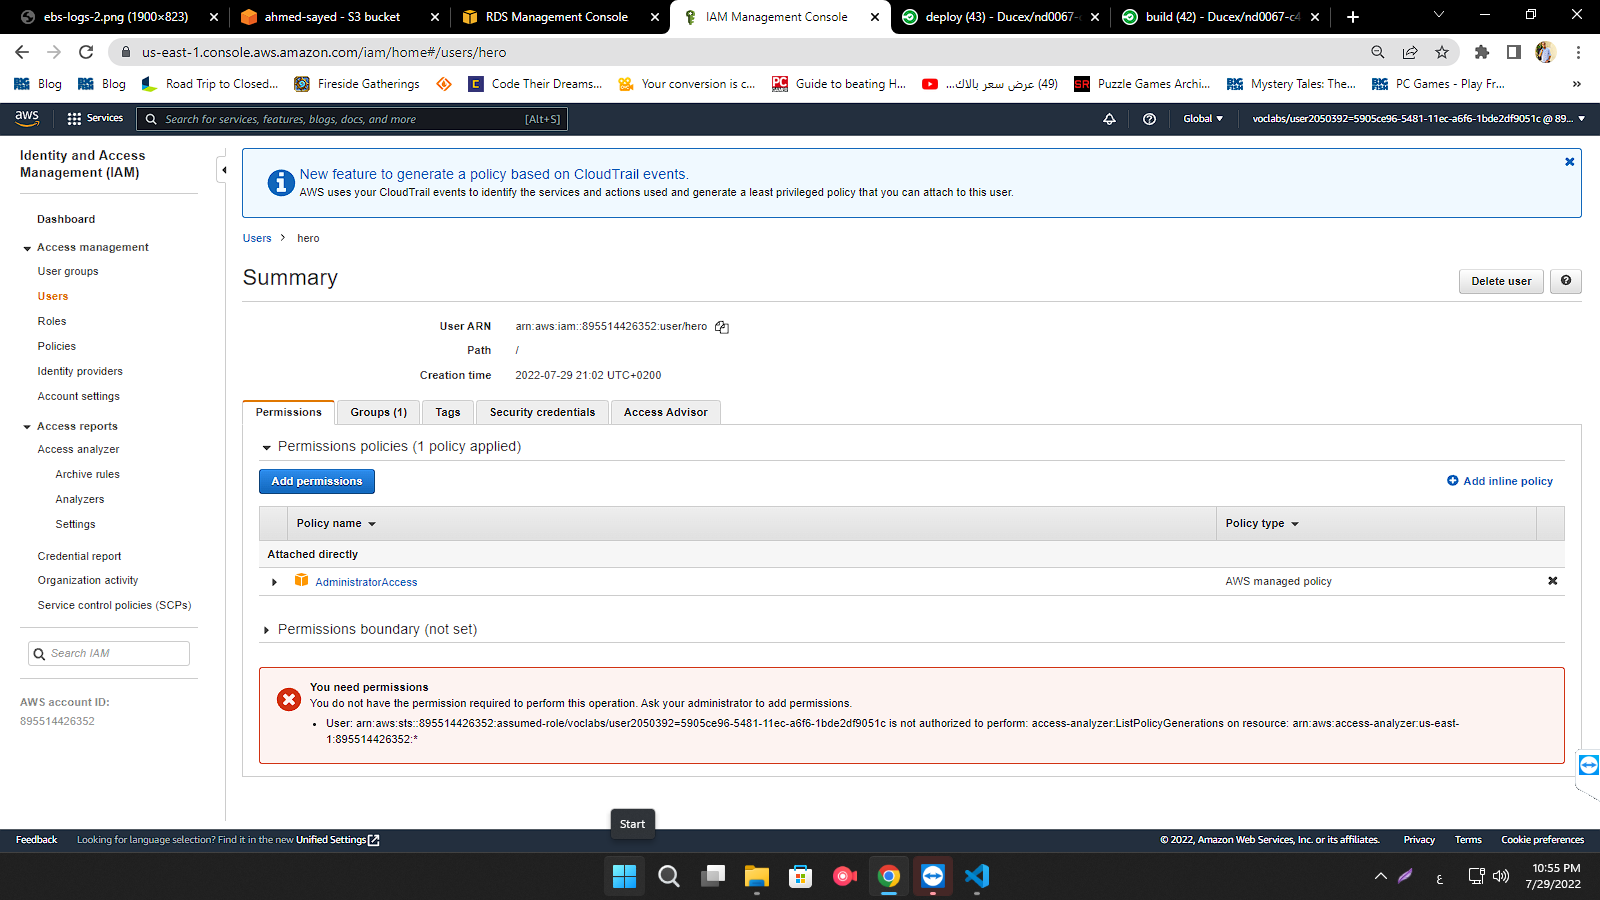 ebs-logs-2.png (1900×823)
ahmed-sayed - S3 bucket
RDS Management Console
IAM Management Console
deploy (43) - Ducex/nd0067-c
build (42) - Ducex/nd0067-c4
us-east-1.console.aws.amazon.com/iam/home#/users/hero
Blog
Blog
Road Trip to Closed...
Fireside Gatherings
Code Their Dreams...
Your conversion is c...
Guide to beating H...
(49) عرض سعر بالاك...
Puzzle Games Archi...
Mystery Tales: The...
PC Games - Play Fr...
»
aws
Services
Search for services, features, blogs, docs, and more
[Alt+S]
Global
voclabs/user2050392=5905ce96-5481-11ec-a6f6-1bde2df9051c @ 89...
Identity and Access
Management (IAM)
Dashboard
Access management
User groups
Users
Roles
Policies
Identity providers
Account settings
Access reports
Access analyzer
Archive rules
Analyzers
Settings
Credential report
Organization activity
Service control policies (SCPs)
Search IAM
AWS account ID:
895514426352
New feature to generate a policy based on CloudTrail events.
AWS uses your CloudTrail events to identify the services and actions used and generate a least privileged policy that you can attach to this user.
Users > hero
Summary
Delete user
User ARN arn:aws:iam::895514426352:user/hero
Path /
Creation time 2022-07-29 21:02 UTC+0200
Permissions
Groups (1)
Tags
Security credentials
Access Advisor
Permissions policies (1 policy applied)
Add permissions
Add inline policy
Policy name
Policy type
Attached directly
AdministratorAccess
AWS managed policy
Permissions boundary (not set)
You need permissions
You do not have the permission required to perform this operation. Ask your administrator to add permissions.
• User: arn:aws:sts::895514426352:assumed-role/voclabs/user2050392=5905ce96-5481-11ec-a6f6-1bde2df9051c is not authorized to perform: access-analyzer:ListPolicyGenerations on resource: arn:aws:access-analyzer:us-east-
1:895514426352:*
Start
Feedback
Looking for language selection? Find it in the new Unified Settings
© 2022, Amazon Web Services, Inc. or its affiliates.
Privacy
Terms
Cookie preferences
ع
10:55 PM
7/29/2022